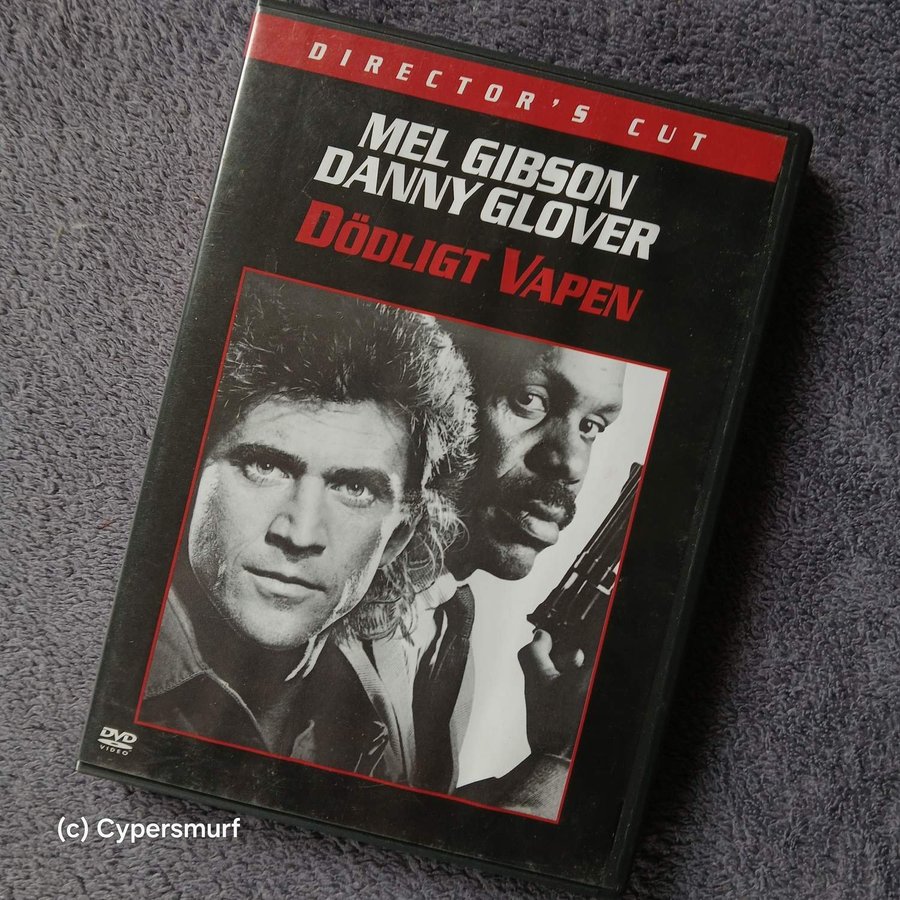 DIRECTOR'S CUT
MEL GIBSON
DANNY GLOVER
DÖDLIGT VAPEN
DVD
VIDEO
(c) Cypersmurf